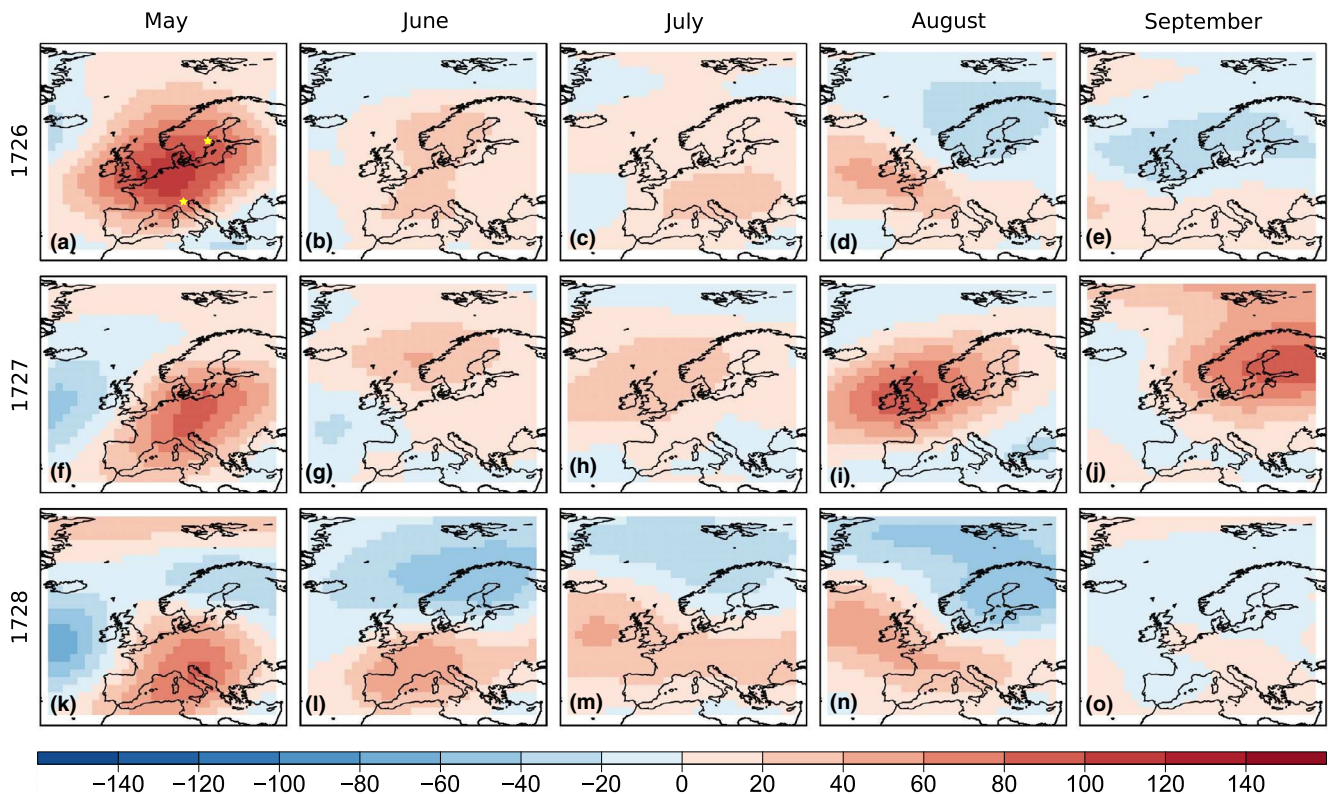 May June July August September
1726
(a) (b) (c) (d) (e)
1727
(f) (g) (h) (i) (j)
1728
(k) (l) (m) (n) (o)
−140 −120 −100 −80 −60 −40 −20 0 20 40 60 80 100 120 140